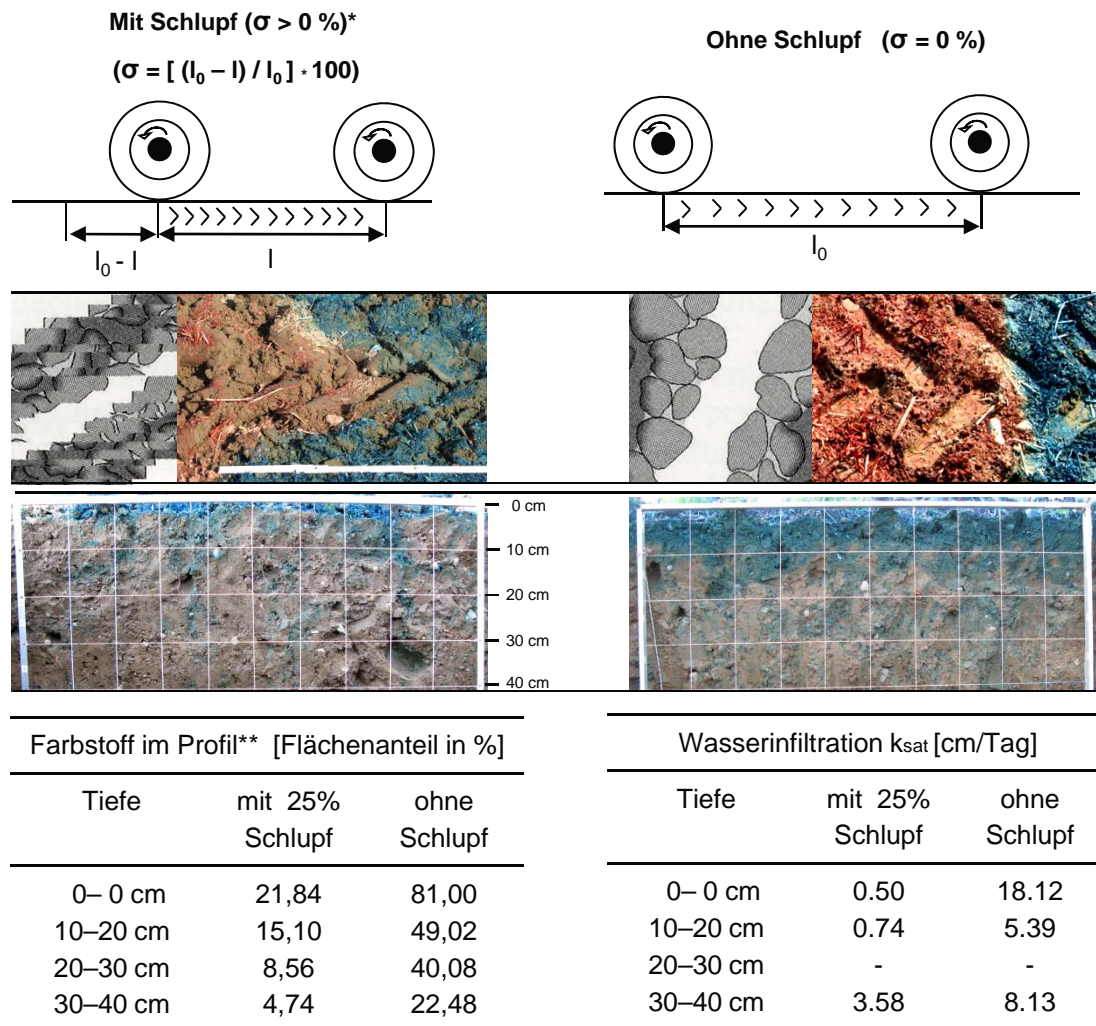 Mit Schlupf (σ > 0 %)*
(σ = [ (l0 – l) / l0 ] * 100)
Ohne Schlupf (σ = 0 %)
l0 - l
l
l0
0 cm
10 cm
20 cm
30 cm
40 cm
Farbstoff im Profil** [Flächenanteil in %]
Tiefe mit 25% Schlupf ohne Schlupf
0– 0 cm 21,84 81,00
10–20 cm 15,10 49,02
20–30 cm 8,56 40,08
30–40 cm 4,74 22,48
Wasserinfiltration ksat [cm/Tag]
Tiefe mit 25% Schlupf ohne Schlupf
0– 0 cm 0.50 18.12
10–20 cm 0.74 5.39
20–30 cm - -
30–40 cm 3.58 8.13